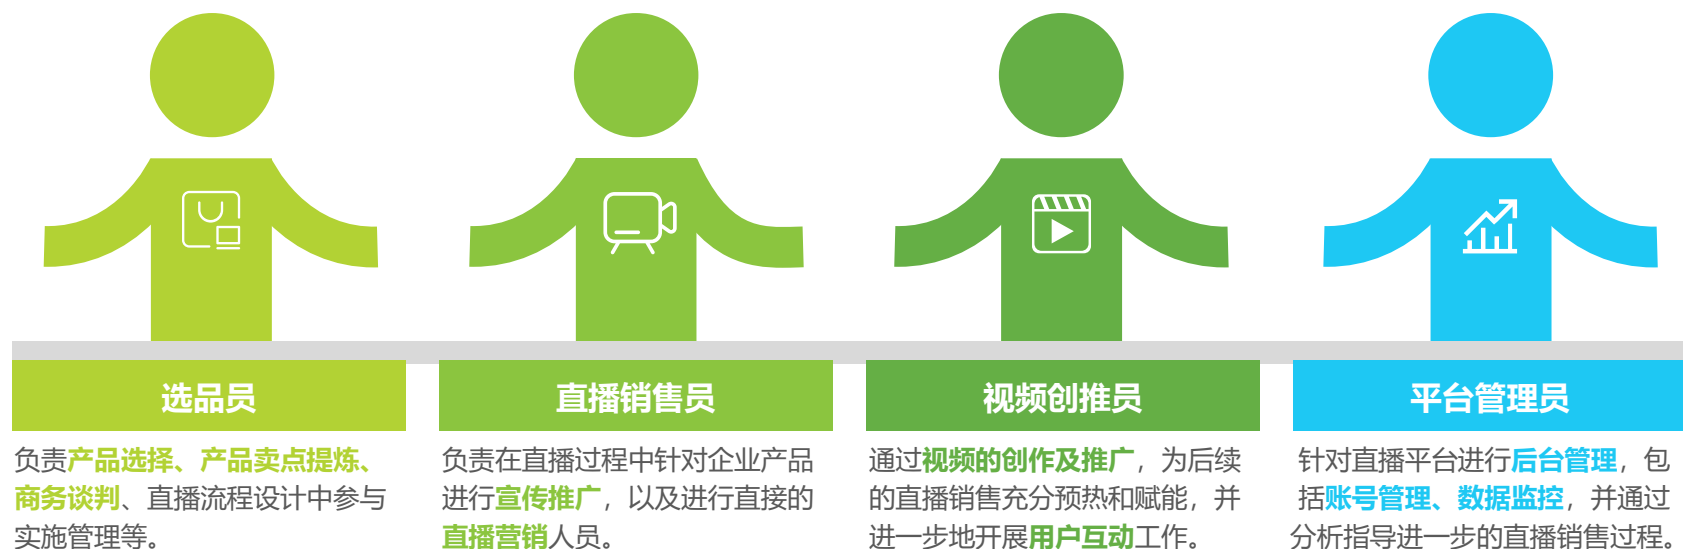 选品员
负责产品选择、产品卖点提炼、
商务谈判、直播流程设计中参与
实施管理等。
直播销售员
负责在直播过程中针对企业产品
进行宣传推广，以及进行直接的
直播营销人员。
视频创推员
通过视频的创作及推广，为后续
的直播销售充分预热和赋能，并
进一步地开展用户互动工作。
平台管理员
针对直播平台进行后台管理，包
括账号管理、数据监控，并通过
分析指导进一步的直播销售过程。